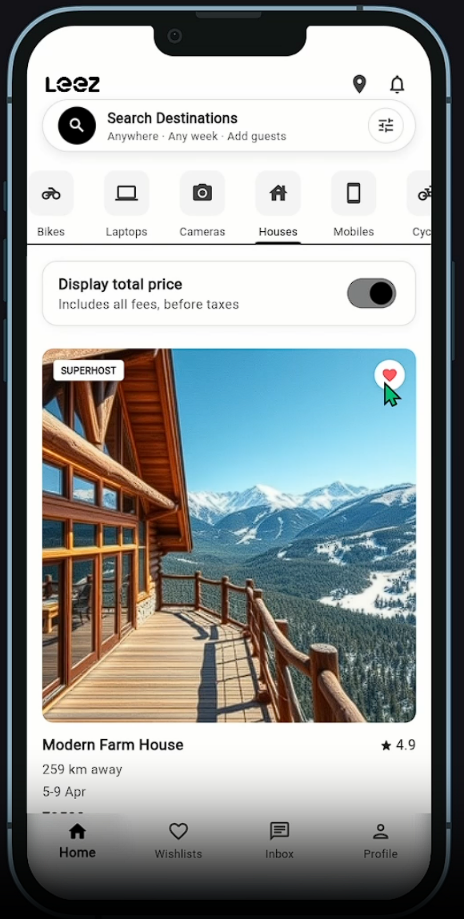 Leez
Search Destinations
Anywhere · Any week · Add guests
Bikes
Laptops
Cameras
Houses
Mobiles
Cyc
Display total price
Includes all fees, before taxes
SUPERHOST
Modern Farm House
4.9
259 km away
5-9 Apr
Home
Wishlists
Inbox
Profile